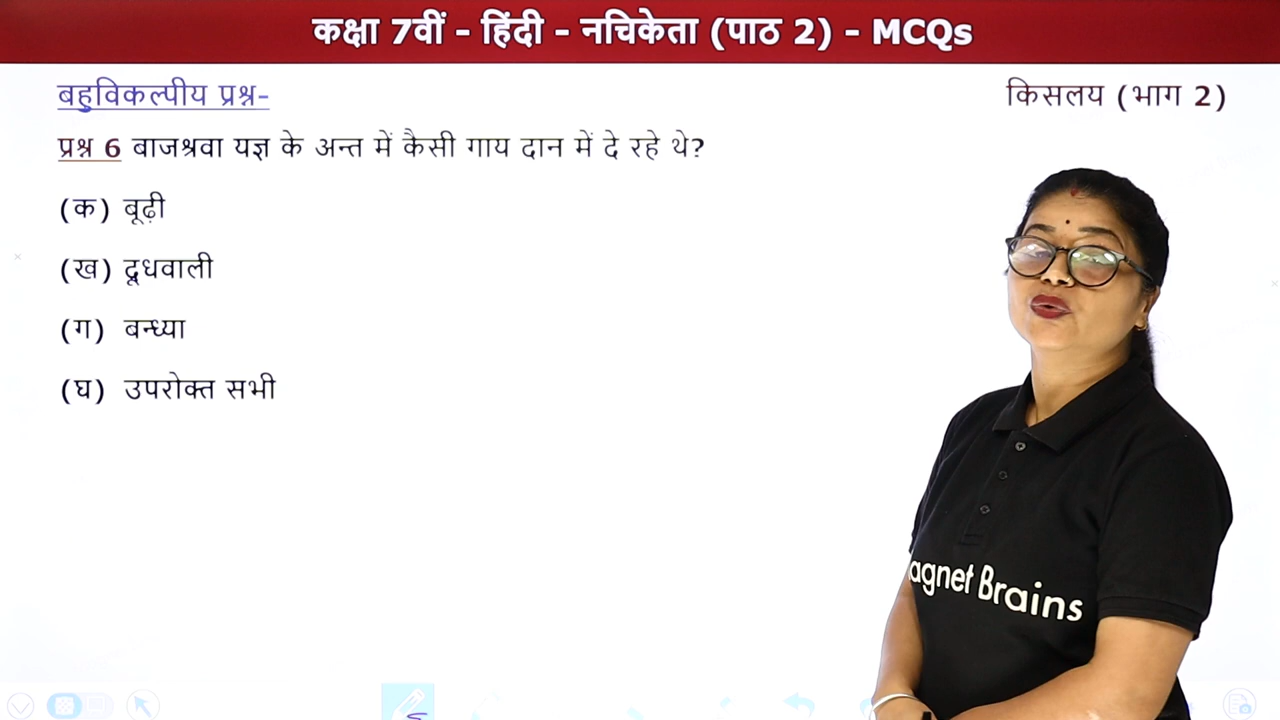 कक्षा 7वीं - हिंदी - नचिकेता (पाठ 2) - MCQs
बहुविकल्पीय प्रश्न-
किसलय (भाग 2)
प्रश्न 6 बाजश्रवा यज्ञ के अन्त में कैसी गाय दान में दे रहे थे?
(क) बूढ़ी
(ख) दूधवाली
(ग) बन्ध्या
(घ) उपरोक्त सभी
agnet Brains